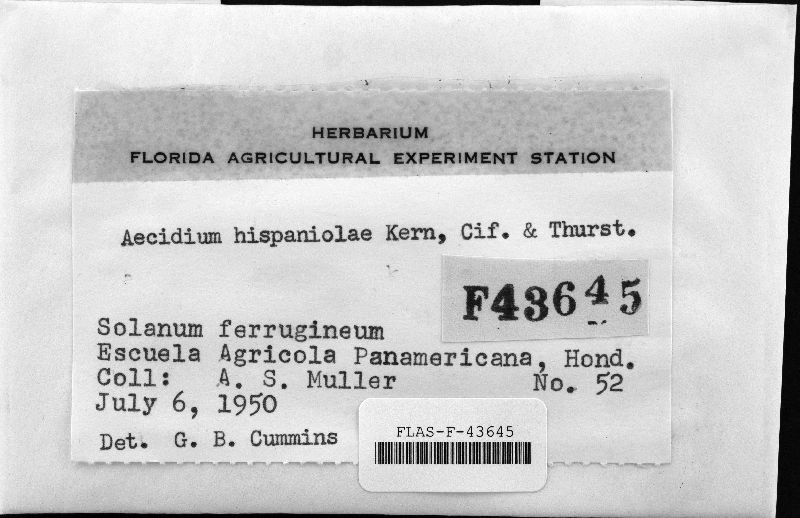 HERBARIUM
FLORIDA AGRICULTURAL EXPERIMENT STATION
Aecidium hispaniolae Kern, Cif. & Thurst.
F43645
Solanum ferrugineum
Escuela Agricola Panamericana, Hond.
Coll: A. S. Muller No. 52
July 6, 1950
Det. G. B. Cummins
FLAS-F-43645